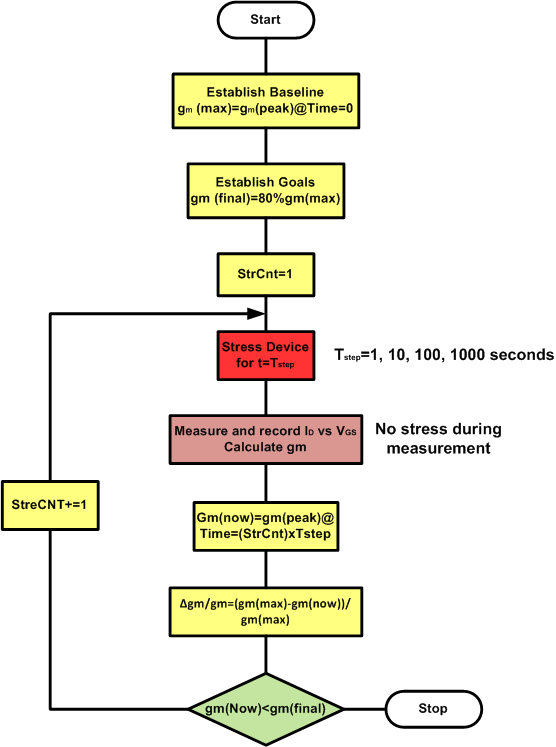 Start
Establish Baseline
gm (max)=gm(peak)@Time=0
Establish Goals
gm (final)=80%gm(max)
StrCnt=1
Stress Device
for t=Tstep
Tstep=1, 10, 100, 1000 seconds
Measure and record ID vs VGS
Calculate gm
No stress during
measurement
StreCNT+=1
Gm(now)=gm(peak)@
Time=(StrCnt)xTstep
Δgm/gm=(gm(max)-gm(now))/
gm(max)
gm(Now)<gm(final)
Stop